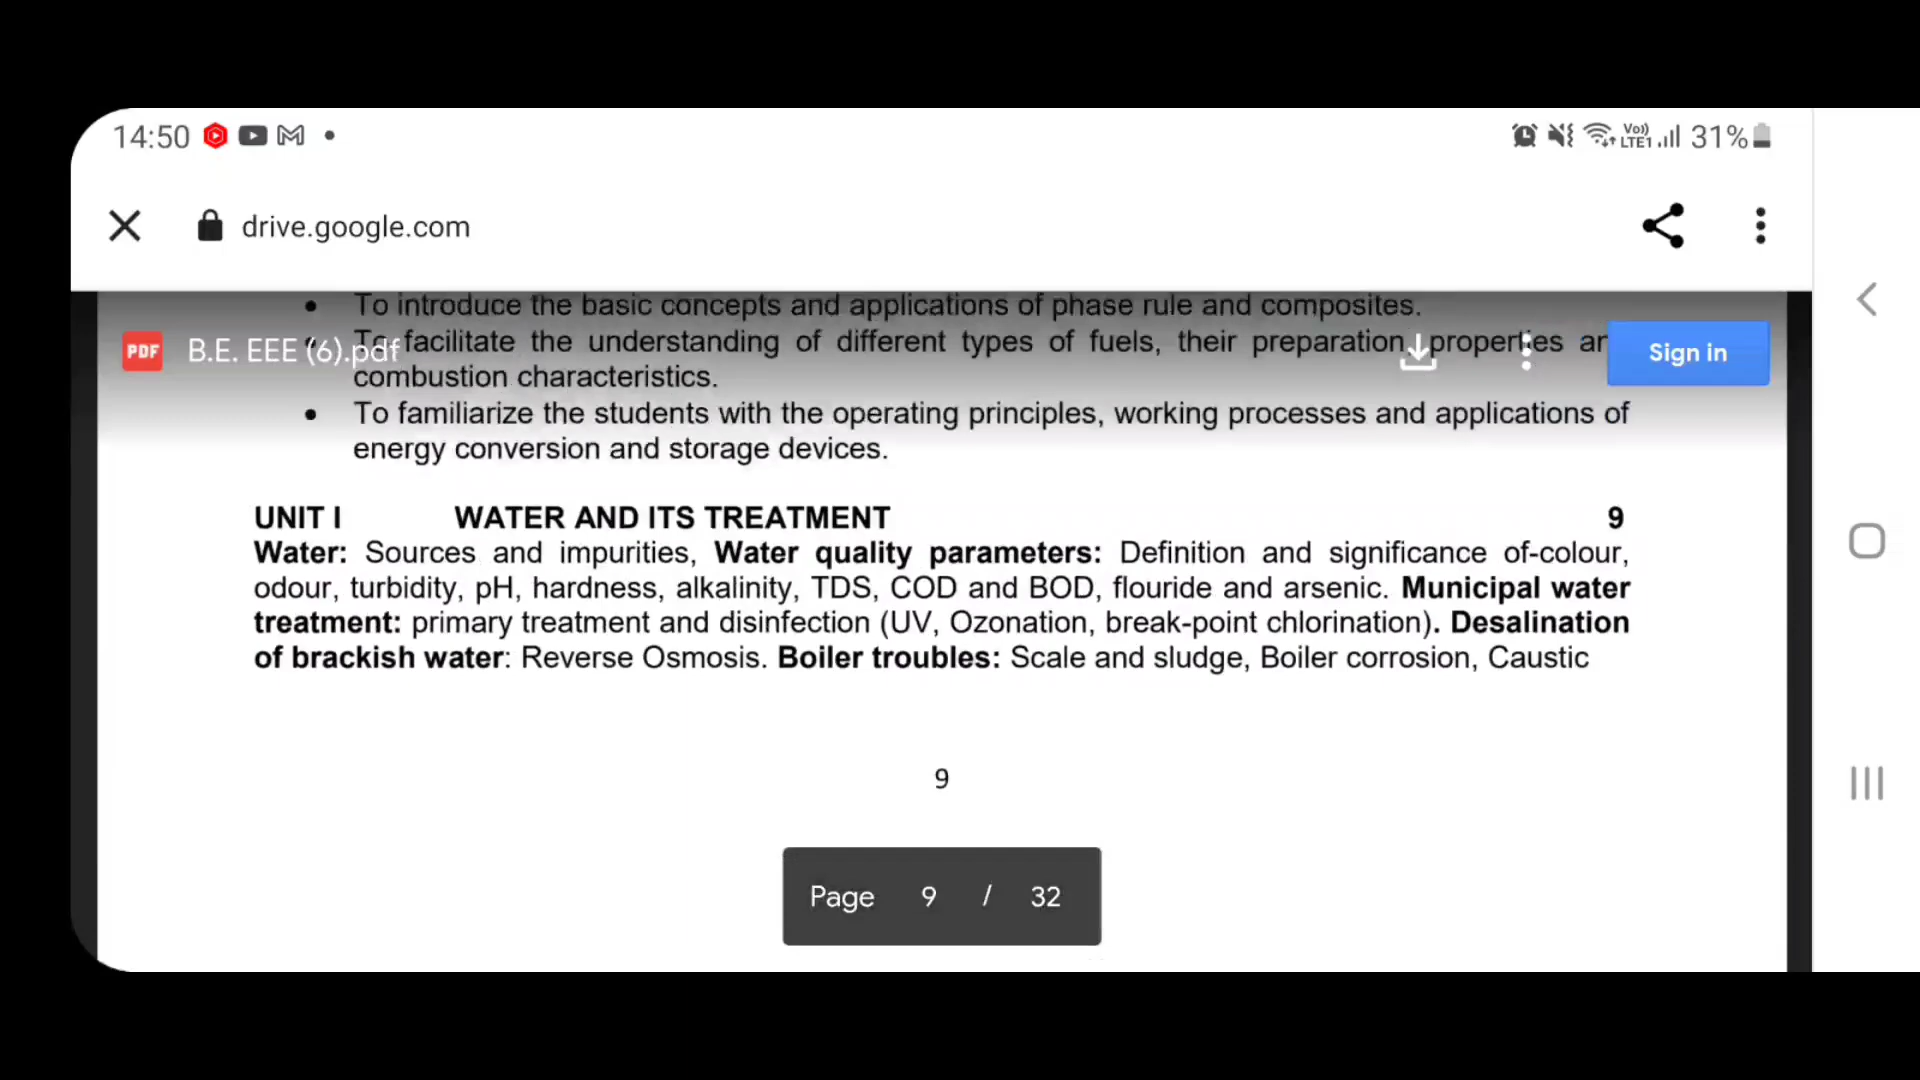 14:50 Vo) LTE1 31%
drive.google.com
• To introduce the basic concepts and applications of phase rule and composites.
PDF B.E. EEE (6).pdf Sign in
To facilitate the understanding of different types of fuels, their preparation, properties
combustion characteristics.
• To familiarize the students with the operating principles, working processes and applications of
energy conversion and storage devices.
UNIT I WATER AND ITS TREATMENT 9
Water: Sources and impurities, Water quality parameters: Definition and significance of-colour,
odour, turbidity, pH, hardness, alkalinity, TDS, COD and BOD, flouride and arsenic. Municipal water
treatment: primary treatment and disinfection (UV, Ozonation, break-point chlorination). Desalination
of brackish water: Reverse Osmosis. Boiler troubles: Scale and sludge, Boiler corrosion, Caustic
9
Page 9 / 32